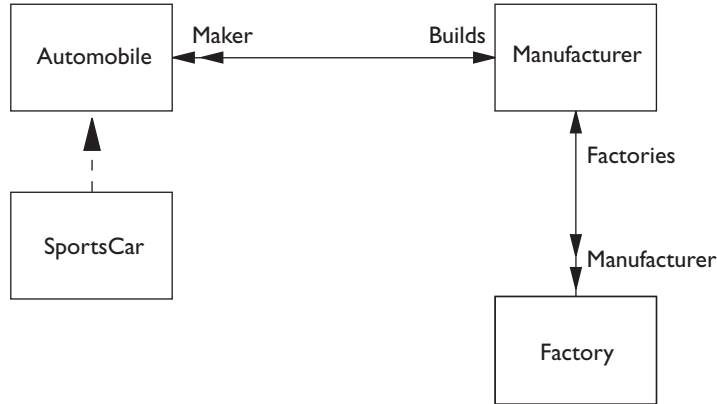 Automobile
Maker
Builds
Manufacturer
Factories
SportsCar
Manufacturer
Factory